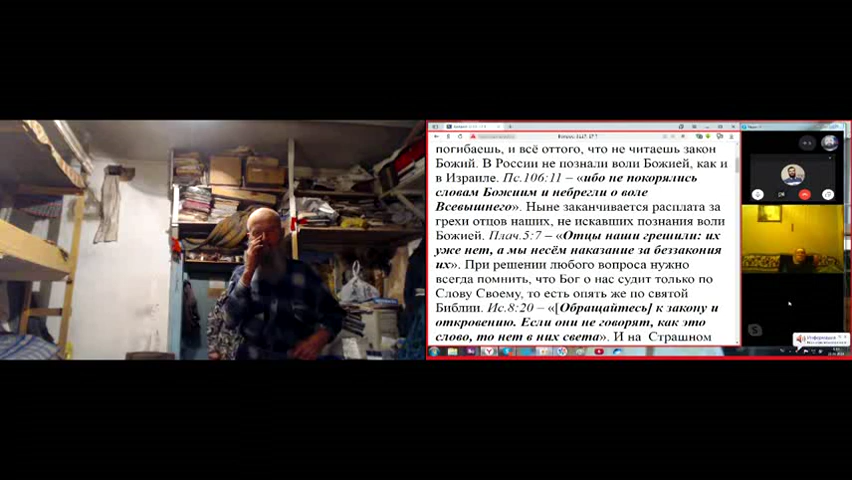 погибаешь, и всё оттого, что не читаешь закон
Божий. В России не познали воли Божией, как и
в Израиле. Пс.106:11 – «ибо не покорялись
словам Божиим и небрегли о воле
Всевышнего». Ныне заканчивается расплата за
грехи отцов наших, не искавших познания воли
Божией. Плач.5:7 – «Отцы наши грешили: их
уже нет, а мы несём наказание за беззакония
их». При решении любого вопроса нужно
всегда помнить, что Бог о нас судит только по
Слову Своему, то есть опять же по святой
Библии. Ис.8:20 – «[Обращайтесь] к закону и
откровению. Если они не говорят, как это
слово, то нет в них света». И на Страшном